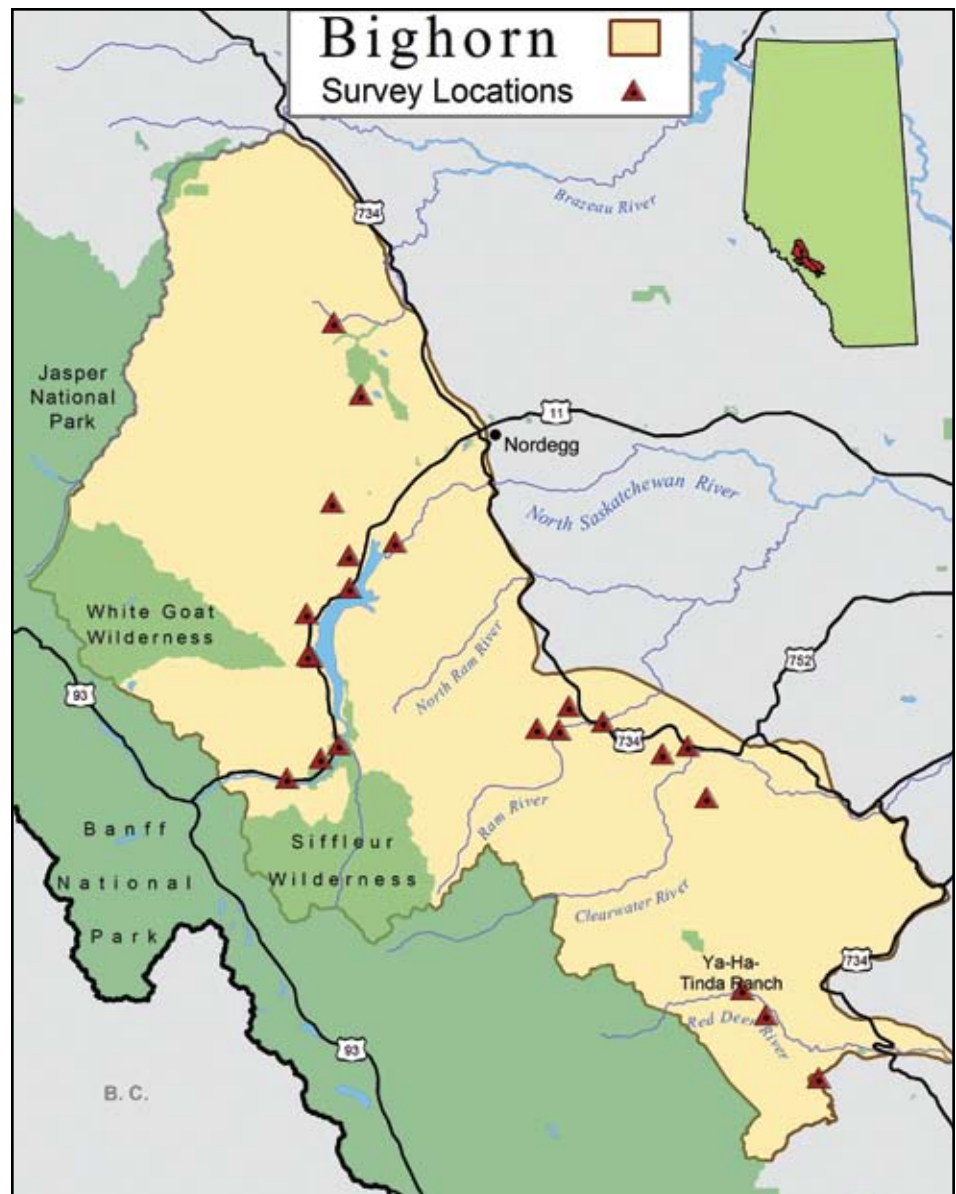 Bighorn
Survey Locations
734
Brazeau River
Jasper
National
Park
11
Nordegg
North Saskatchewan River
White Goat
Wilderness
93
752
North Ram River
734
Ram River
Banff
National
Park
Siffleur
Wilderness
Clearwater River
Ya-Ha-
Tinda Ranch
734
Red Deer River
93
B. C.